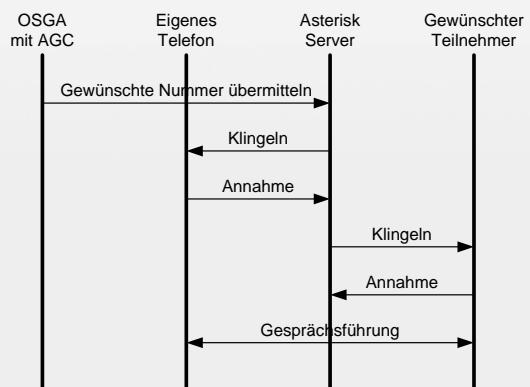 OSGA
mit AGC
Eigenes
Telefon
Asterisk
Server
Gewünschter
Teilnehmer
Gewünschte Nummer übermitteln
Klingeln
Annahme
Klingeln
Annahme
Gesprächsführung